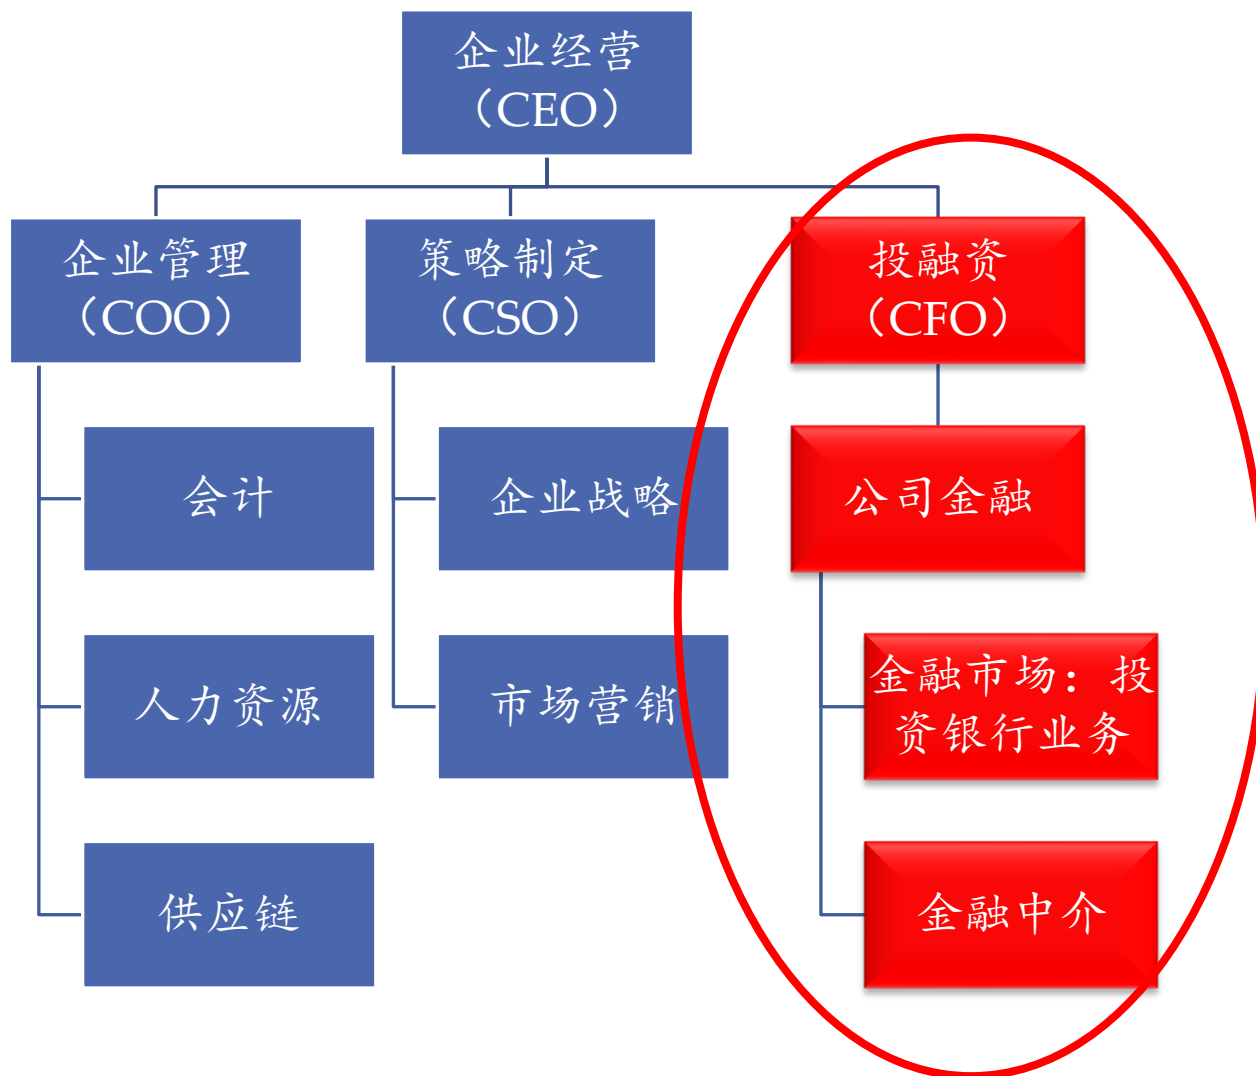 企业经营
（CEO）
企业管理
（COO）
策略制定
（CSO）
投融资
（CFO）
会计
企业战略
公司金融
人力资源
市场营销
金融市场：投
资银行业务
供应链
金融中介